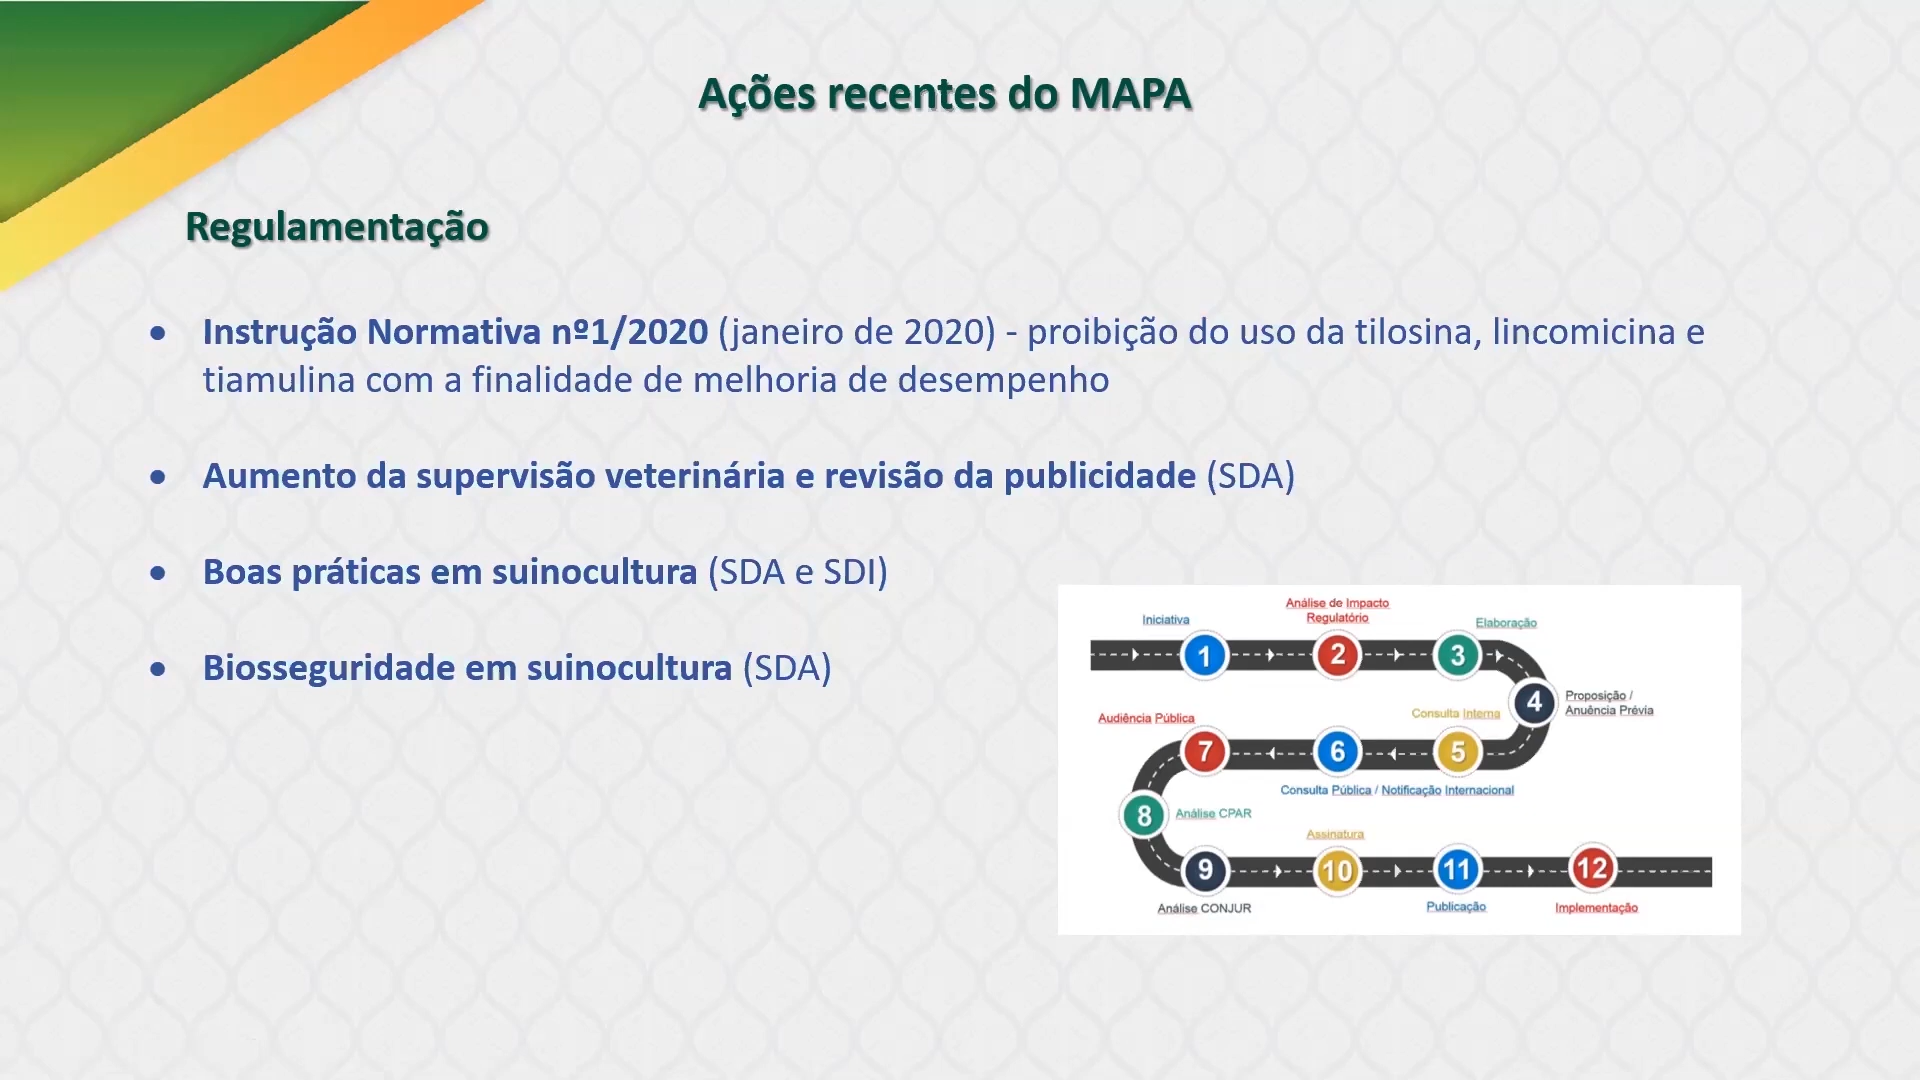 Ações recentes do MAPA
Regulamentação
• Instrução Normativa nº1/2020 (janeiro de 2020) - proibição do uso da tilosina, lincomicina e
tiamulina com a finalidade de melhoria de desempenho
• Aumento da supervisão veterinária e revisão da publicidade (SDA)
• Boas práticas em suinocultura (SDA e SDI)
• Biosseguridade em suinocultura (SDA)
Iniciativa
Análise de Impacto
Regulatório
Elaboração
1
2
3
4
Proposição /
Anuência Prévia
Consulta Interna
5
6
Consulta Pública / Notificação Internacional
Audiência Pública
7
8
Análise CPAR
9
Análise CONJUR
Assinatura
10
11
Publicação
12
Implementação